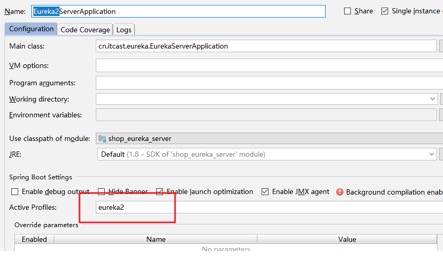 Name: Eureka2ServerApplication Share Single instance
Configuration Code Coverage Logs
Main class: cn.itcast.eureka.EurekaServerApplication
VM options:
Program arguments:
Working directory:
Environment variables:
Use classpath of module: shop_eureka_server
JRE: Default (1.8 - SDK of 'shop_eureka_server' module)
Spring Boot Settings
Enable debug output Hide Banner Enable launch optimization Enable JMX agent Background compilation enab
Active Profiles: eureka2
Override parameters
Enabled Name Value
No parameters